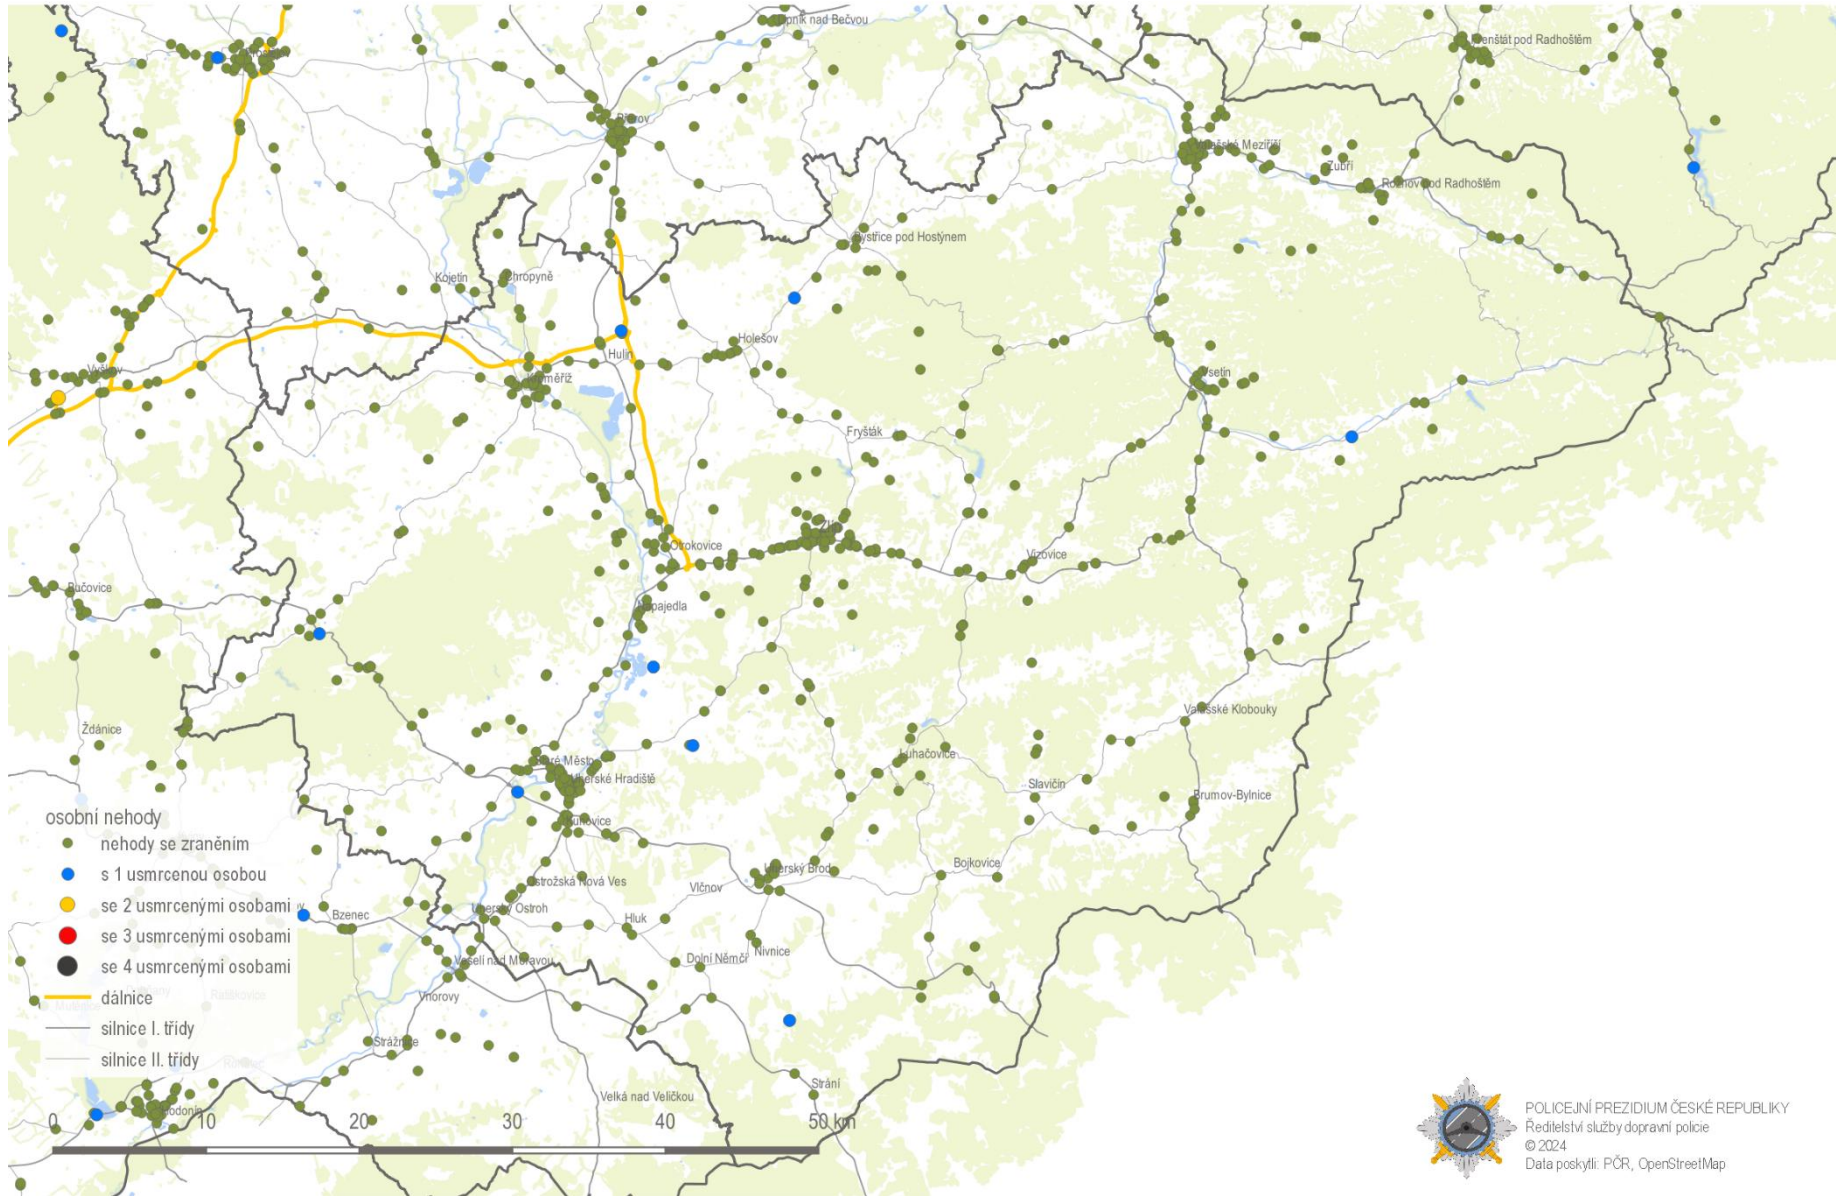 Lipník nad Bečvou
Frenštát pod Radhoštěm
Přerov
Valašské Meziříčí
Zubří
Rožnov pod Radhoštěm
Bystřice pod Hostýnem
Kojetín
Chropyně
Holešov
Hulín
Vyškov
Kroměříž
Vsetín
Fryšták
Zlín
Otrokovice
Vizovice
Bučovice
Napajedla
Ždánice
Valašské Klobouky
Luhačovice
Staré Město
Uherské Hradiště
Slavičín
Brumov-Bylnice
Kunovice
osobní nehody
nehody se zraněním
s 1 usmrcenou osobou
se 2 usmrcenými osobami
se 3 usmrcenými osobami
se 4 usmrcenými osobami
dálnice
silnice I. třídy
silnice II. třídy
Bojkovice
Uherský Brod
Ostrožská Nová Ves
Vlčnov
Bzenec
Uherský Ostroh
Hluk
Nivnice
Dolní Němčí
Veselí nad Moravou
Vnorovy
Ratíškovice
Strážnice
Strání
Velká nad Veličkou
Hodonín
0 10 20 30 40 50 km
POLICEJNÍ PREZIDIUM ČESKÉ REPUBLIKY
Ředitelství služby dopravní policie
© 2024
Data poskytli: PČR, OpenStreetMap